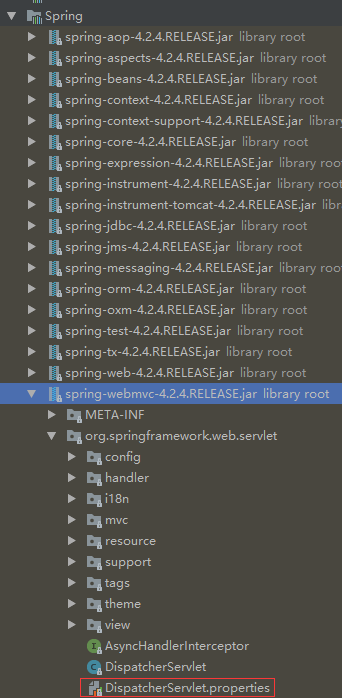 Spring
spring-aop-4.2.4.RELEASE.jar library root
spring-aspects-4.2.4.RELEASE.jar library root
spring-beans-4.2.4.RELEASE.jar library root
spring-context-4.2.4.RELEASE.jar library root
spring-context-support-4.2.4.RELEASE.jar library root
spring-core-4.2.4.RELEASE.jar library root
spring-expression-4.2.4.RELEASE.jar library root
spring-instrument-4.2.4.RELEASE.jar library root
spring-instrument-tomcat-4.2.4.RELEASE.jar library root
spring-jdbc-4.2.4.RELEASE.jar library root
spring-jms-4.2.4.RELEASE.jar library root
spring-messaging-4.2.4.RELEASE.jar library root
spring-orm-4.2.4.RELEASE.jar library root
spring-oxm-4.2.4.RELEASE.jar library root
spring-test-4.2.4.RELEASE.jar library root
spring-tx-4.2.4.RELEASE.jar library root
spring-web-4.2.4.RELEASE.jar library root
spring-webmvc-4.2.4.RELEASE.jar library root
META-INF
org.springframework.web.servlet
config
handler
i18n
mvc
resource
support
tags
theme
view
AsyncHandlerInterceptor
DispatcherServlet
DispatcherServlet.properties